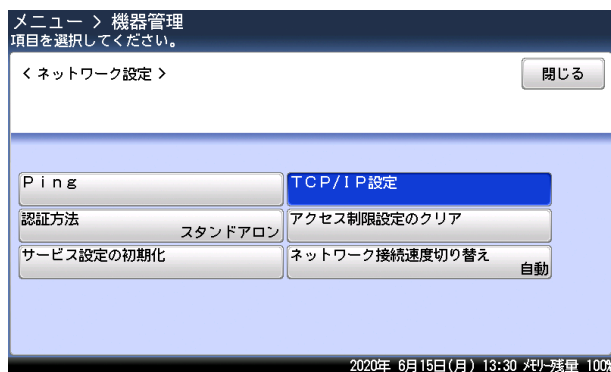 メニュー > 機器管理
項目を選択してください。
< ネットワーク設定 >
閉じる
Ping
TCP/IP設定
認証方法
スタンドアロン
アクセス制限設定のクリア
サービス設定の初期化
ネットワーク接続速度切り替え
自動
2020年 6月15日(月) 13:30 メモリー残量 100%